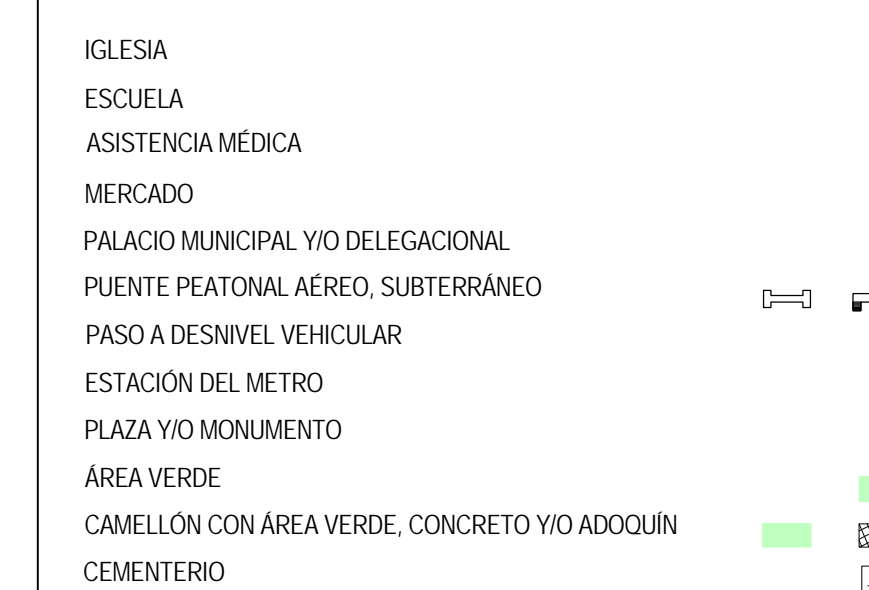 IGLESIA
ESCUELA
ASISTENCIA MÉDICA
MERCADO
PALACIO MUNICIPAL Y/O DELEGACIONAL
PUENTE PEATONAL AÉREO, SUBTERRÁNEO
PASO A DESNIVEL VEHICULAR
ESTACIÓN DEL METRO
PLAZA Y/O MONUMENTO
ÁREA VERDE
CAMELLÓN CON ÁREA VERDE, CONCRETO Y/O ADOQUÍN
CEMENTERIO